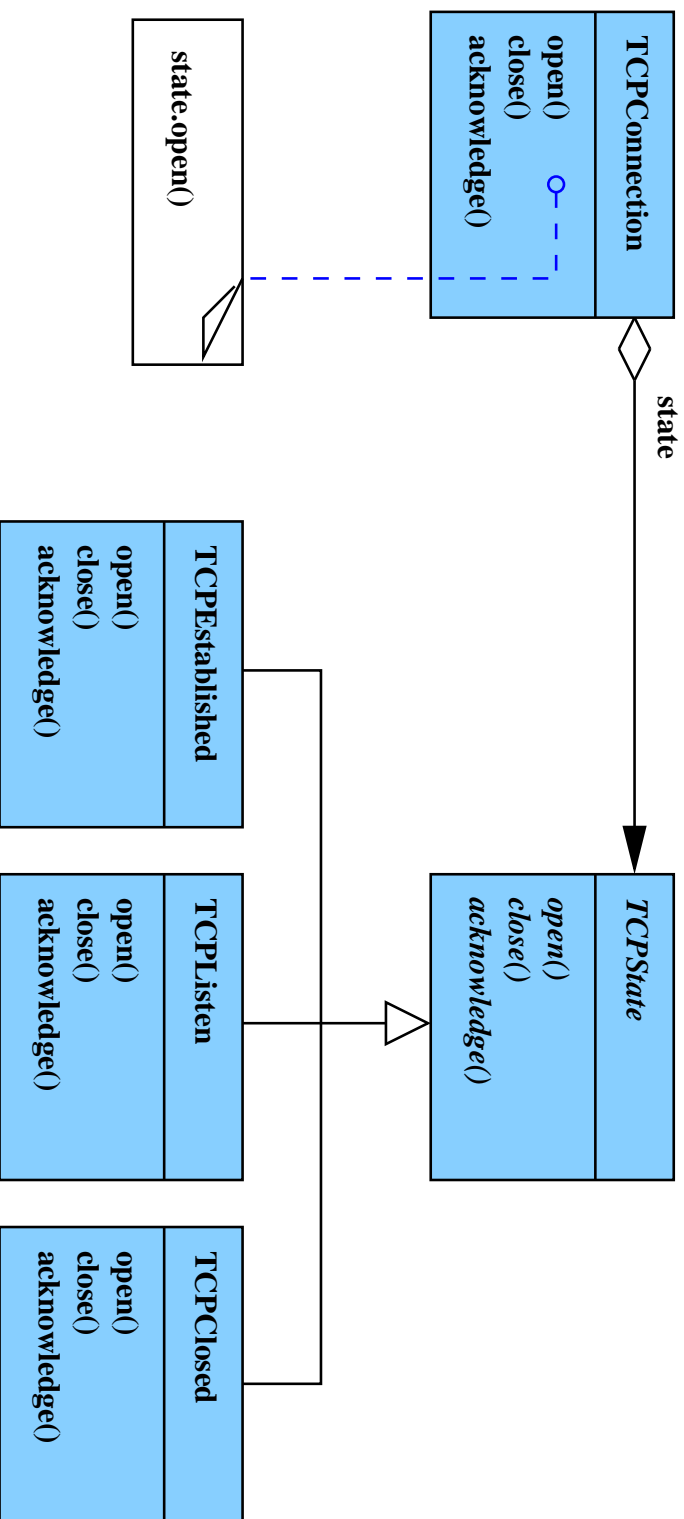 TCPConnection
open()
close()
acknowledge()
state
TCPState
open()
close()
acknowledge()
state.open()
TCPEstablished
open()
close()
acknowledge()
TCPListen
open()
close()
acknowledge()
TCPClosed
open()
close()
acknowledge()